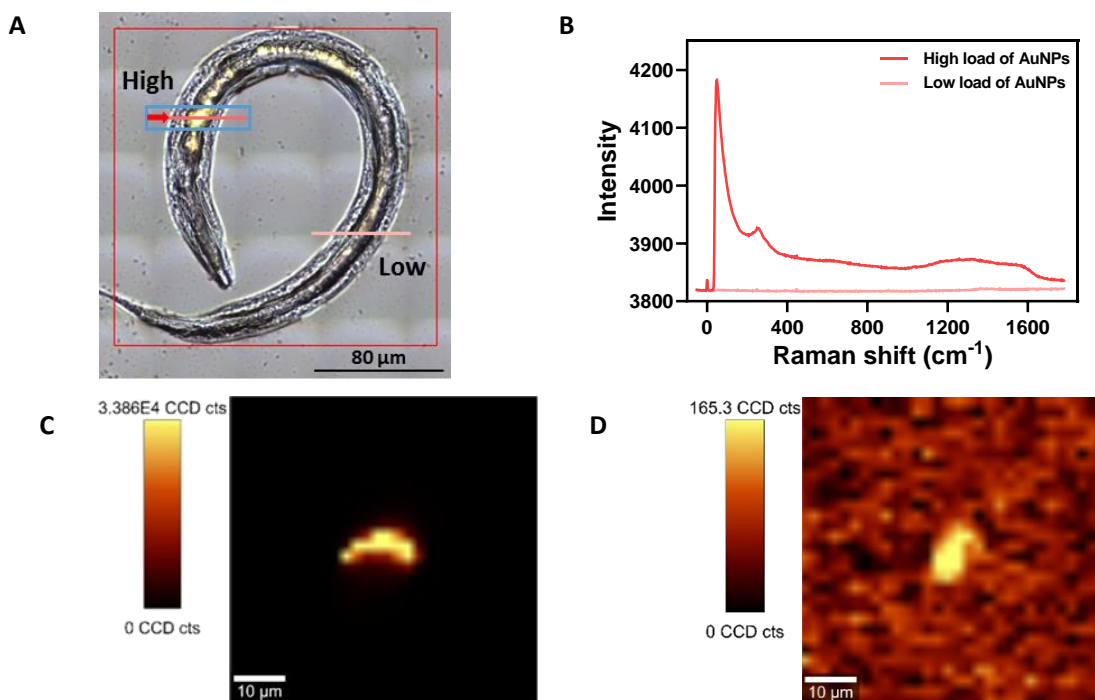 A
High
Low
80 µm
B
High load of AuNPs
Low load of AuNPs
4200
4100
4000
3900
3800
Intensity
0
400
800
1200
1600
Raman shift (cm⁻¹)
C
3.386E4 CCD cts
0 CCD cts
10 µm
D
165.3 CCD cts
0 CCD cts
10 µm